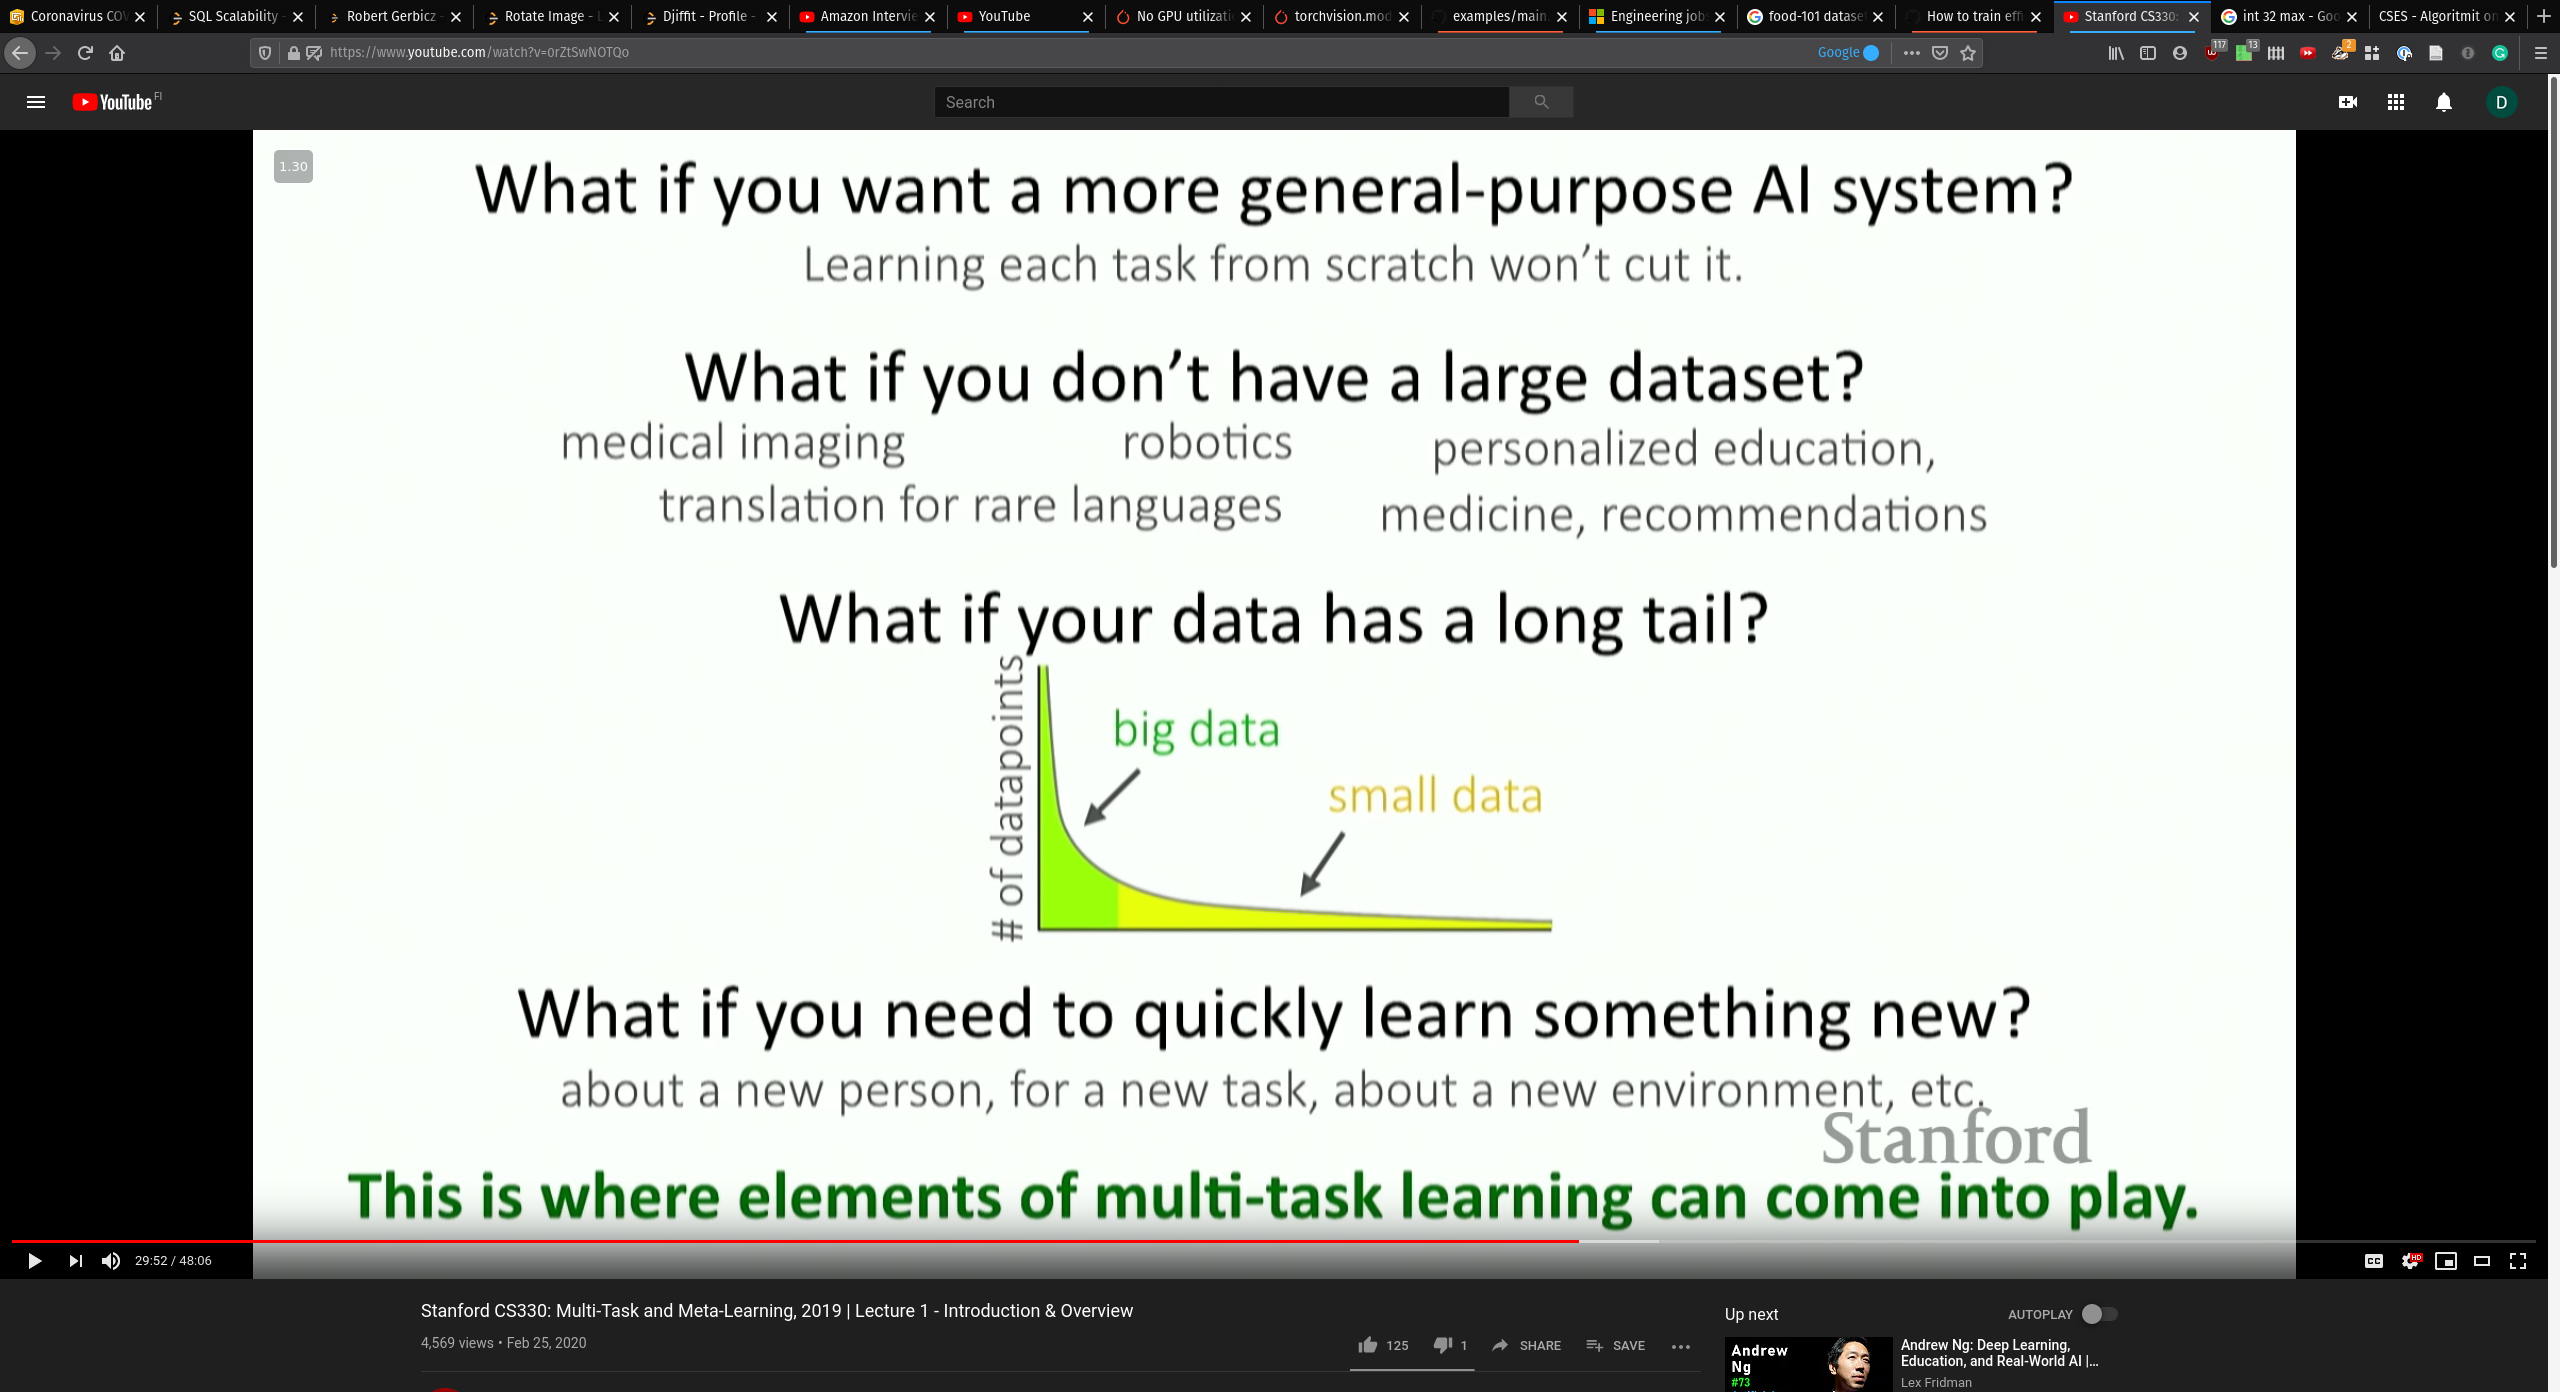 Coronavirus COV
SQL Scalability -
Robert Gerbicz -
Rotate Image - L
Djiffit - Profile -
Amazon Intervie
YouTube
No GPU utilizati
torchvision.mod
examples/main.
Engineering job
food-101 datase
How to train effi
Stanford CS330:
int 32 max - Goo
CSES - Algoritmit on
https://www.youtube.com/watch?v=0rZtSwNOTQo
Google
117
13
2
YouTube FI
Search
D
1.30
What if you want a more general-purpose AI system?
Learning each task from scratch won't cut it.
What if you don't have a large dataset?
medical imaging
robotics
personalized education,
translation for rare languages
medicine, recommendations
What if your data has a long tail?
# of datapoints
big data
small data
What if you need to quickly learn something new?
about a new person, for a new task, about a new environment, etc.
Stanford
This is where elements of multi-task learning can come into play.
29:52 / 48:06
CC
HD
Stanford CS330: Multi-Task and Meta-Learning, 2019 | Lecture 1 - Introduction & Overview
4,569 views • Feb 25, 2020
125
1
SHARE
SAVE
Up next
AUTOPLAY
Andrew
Ng
#73
Andrew Ng: Deep Learning,
Education, and Real-World AI |...
Lex Fridman